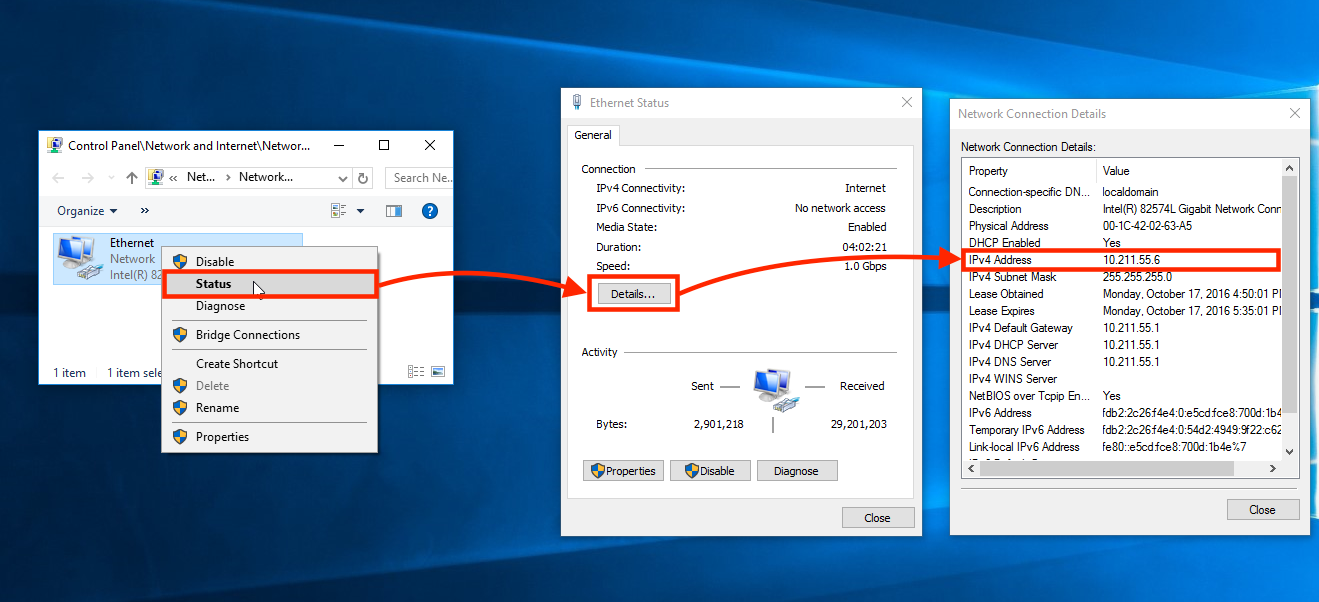 Control Panel\Network and Internet\Networ...
« Net... › Network...
Search Ne...
Organize
»
Ethernet
Network
Intel(R) 82
1 item 1 item sele
Disable
Status
Diagnose
Bridge Connections
Create Shortcut
Delete
Rename
Properties
Ethernet Status
General
Connection
IPv4 Connectivity: Internet
IPv6 Connectivity: No network access
Media State: Enabled
Duration: 04:02:21
Speed: 1.0 Gbps
Details...
Activity
Sent Received
Bytes: 2,901,218 29,201,203
Properties Disable Diagnose
Close
Network Connection Details
Network Connection Details:
Property Value
Connection-specific DN... localdomain
Description Intel(R) 82574L Gigabit Network Conn
Physical Address 00-1C-42-02-63-A5
DHCP Enabled Yes
IPv4 Address 10.211.55.6
IPv4 Subnet Mask 255.255.255.0
Lease Obtained Monday, October 17, 2016 4:50:01 PI
Lease Expires Monday, October 17, 2016 5:35:01 PI
IPv4 Default Gateway 10.211.55.1
IPv4 DHCP Server 10.211.55.1
IPv4 DNS Server 10.211.55.1
IPv4 WINS Server
NetBIOS over Tcpip En... Yes
IPv6 Address fdb2:2c26:f4e4:0:e5cd:fce8:700d:1b4
Temporary IPv6 Address fdb2:2c26:f4e4:0:54d2:4949:9f22:c62
Link-local IPv6 Address fe80::e5cd:fce8:700d:1b4e%7
Close